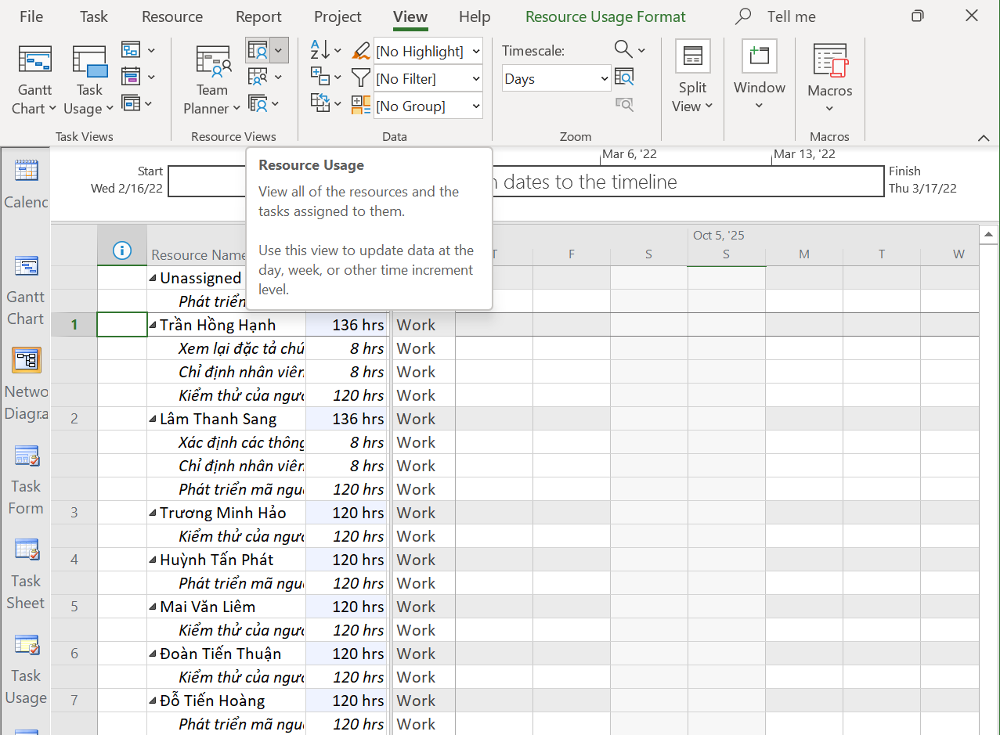 File Task Resource Report Project View Help Resource Usage Format Tell me
Gantt
Chart
Task
Usage
Task Views
Team
Planner
Resource Views
A
Z
[No Highlight]
[No Filter]
[No Group]
Data
Timescale:
Days
Zoom
Split
View
Window
Macros
Macros
Start
Wed 2/16/22
Mar 6, '22
Mar 13, '22
dates to the timeline
Finish
Thu 3/17/22
Resource Usage
View all of the resources and the
tasks assigned to them.
Use this view to update data at the
day, week, or other time increment
level.
Calenc
Gantt
Chart
Netwo
Diagra
Task
Form
Task
Sheet
Task
Usage
Resource Name
Oct 5, '25
T F S S M T W
Unassigned
Phát triển
1 Trần Hồng Hạnh 136 hrs Work
Xem lại đặc tả chứ 8 hrs Work
Chỉ định nhân viên 8 hrs Work
Kiểm thử của ngườ 120 hrs Work
2 Lâm Thanh Sang 136 hrs Work
Xác định các thông 8 hrs Work
Chỉ định nhân viên 8 hrs Work
Phát triển mã nguồ 120 hrs Work
3 Trương Minh Hảo 120 hrs Work
Kiểm thử của ngườ 120 hrs Work
4 Huỳnh Tấn Phát 120 hrs Work
Phát triển mã nguồ 120 hrs Work
5 Mai Văn Liêm 120 hrs Work
Kiểm thử của ngườ 120 hrs Work
6 Đoàn Tiến Thuận 120 hrs Work
Kiểm thử của ngườ 120 hrs Work
7 Đỗ Tiến Hoàng 120 hrs Work
Phát triển mã nguồ 120 hrs Work